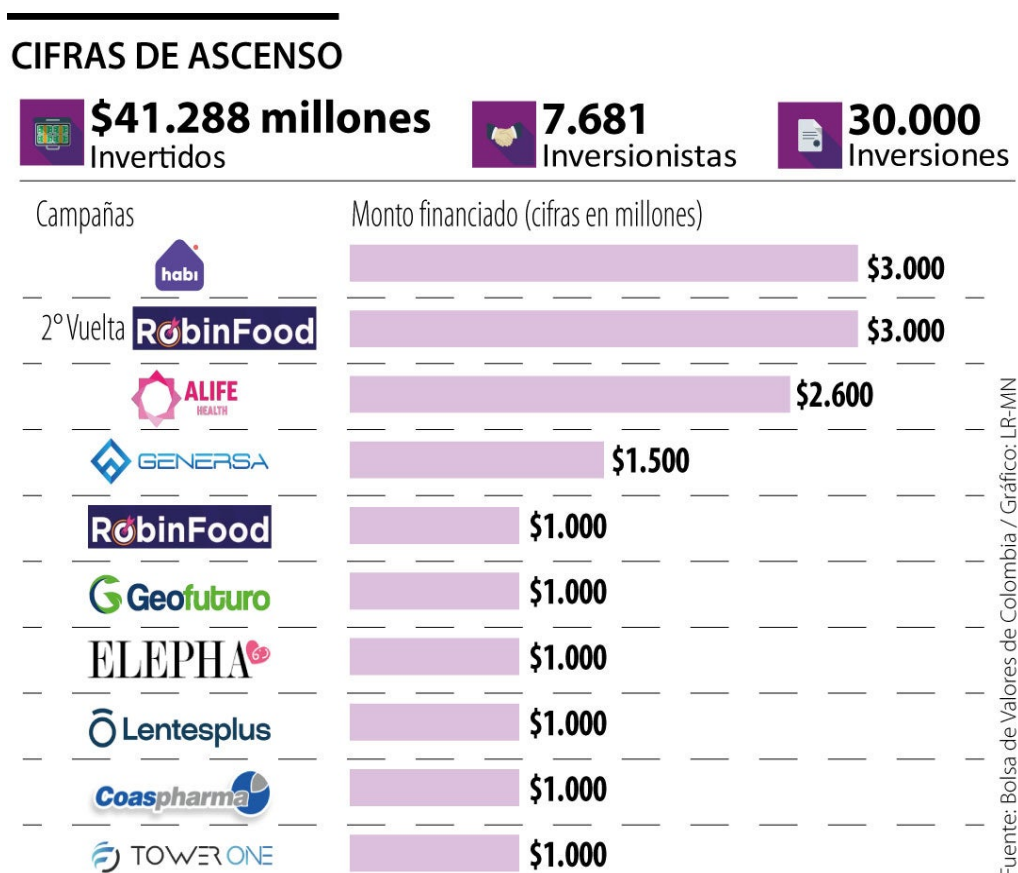 CIFRAS DE ASCENSO
$41.288 millones
Invertidos
7.681
Inversionistas
30.000
Inversiones
Campañas
Monto financiado (cifras en millones)
habi
$3.000
2° Vuelta RobinFood
$3.000
ALIFE
HEALTH
$2.600
GENERSA
$1.500
RobinFood
$1.000
Geofuturo
$1.000
ELEPHA
$1.000
Lentesplus
$1.000
Coaspharma
$1.000
TOWER ONE
$1.000
Fuente: Bolsa de Valores de Colombia / Gráfico: LR-MN